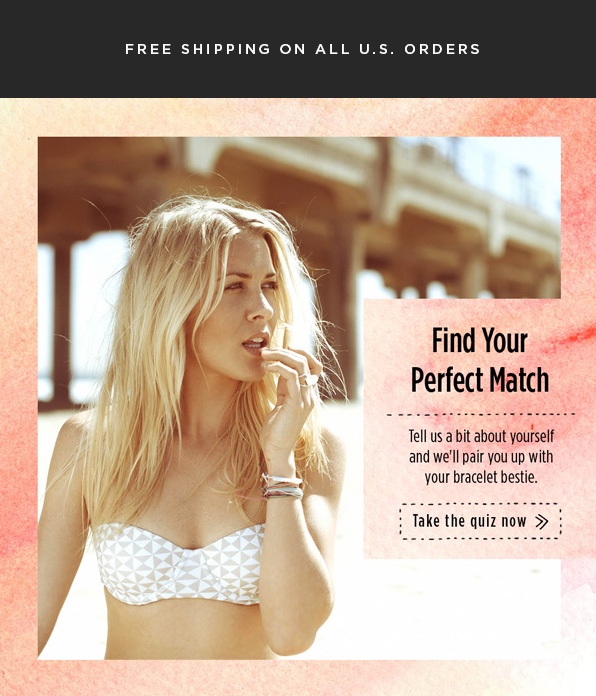 FREE SHIPPING ON ALL U.S. ORDERS
Find Your
Perfect Match
Tell us a bit about yourself
and we'll pair you up with
your bracelet bestie.
Take the quiz now